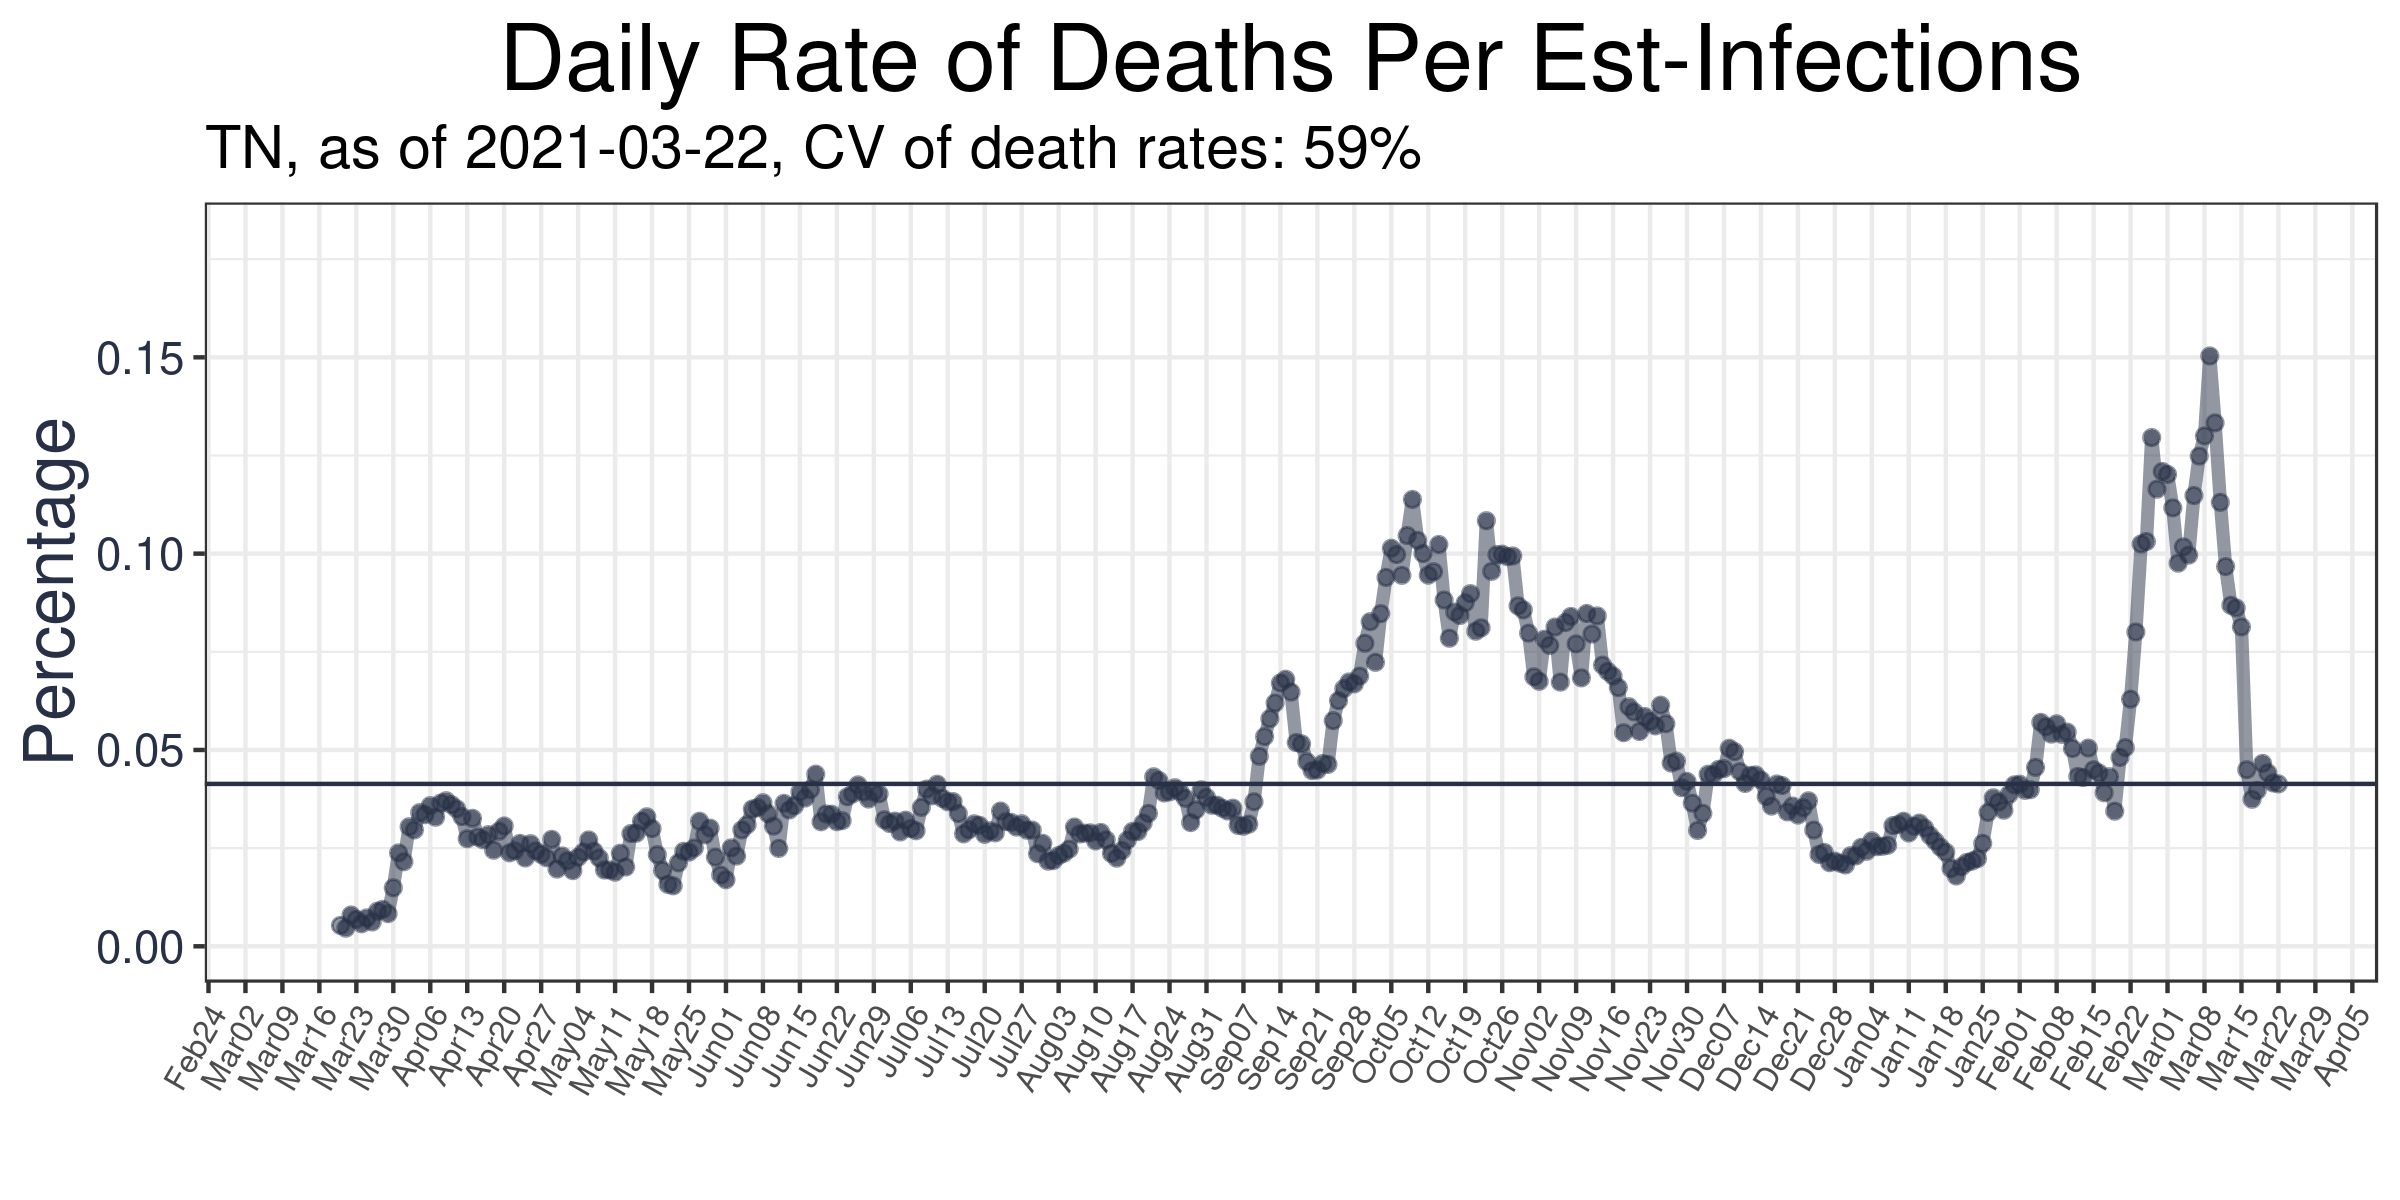 Daily Rate of Deaths Per Est-Infections
TN, as of 2021-03-22, CV of death rates: 59%
Percentage
0.15
0.10
0.05
0.00
Feb24
Mar02
Mar09
Mar16
Mar23
Mar30
Apr06
Apr13
Apr20
Apr27
May04
May11
May18
May25
Jun01
Jun08
Jun15
Jun22
Jun29
Jul06
Jul13
Jul20
Jul27
Aug03
Aug10
Aug17
Aug24
Aug31
Sep07
Sep14
Sep21
Sep28
Oct05
Oct12
Oct19
Oct26
Nov02
Nov09
Nov16
Nov23
Nov30
Dec07
Dec14
Dec21
Dec28
Jan04
Jan11
Jan18
Jan25
Feb01
Feb08
Feb15
Feb22
Mar01
Mar08
Mar15
Mar22
Mar29
Apr05